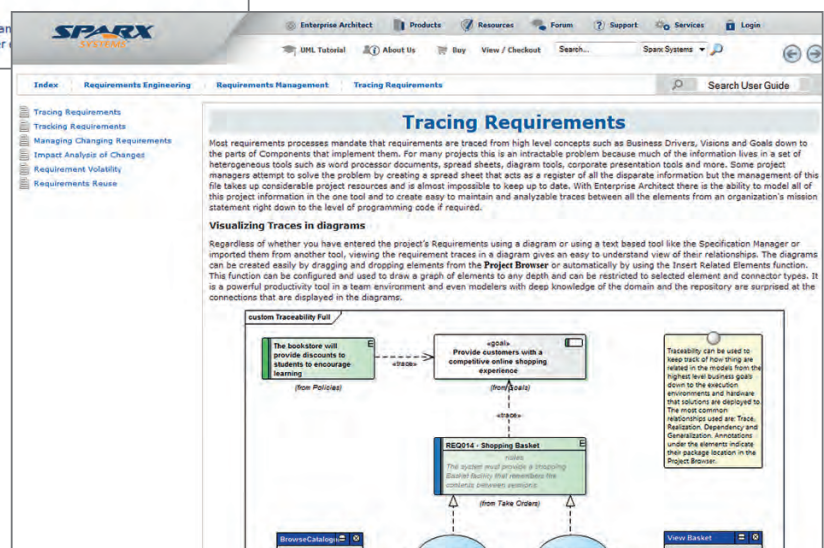 SPARX
SYSTEMS
Enterprise Architect Products Resources Forum Support Services Login
UML Tutorial About Us Buy View / Checkout Search... Sparx Systems
Index Requirements Engineering Requirements Management Tracing Requirements Search User Guide
Tracing Requirements
Tracking Requirements
Managing Changing Requirements
Impact Analysis of Changes
Requirement Volatility
Requirements Reuse
Tracing Requirements
Most requirements processes mandate that requirements are traced from high level concepts such as Business Drivers, Visions and Goals down to
the parts of Components that implement them. For many projects this is an intractable problem because much of the information lives in a set of
heterogeneous tools such as word processor documents, spread sheets, diagram tools, corporate presentation tools and more. Some project
managers attempt to solve the problem by creating a spread sheet that acts as a register of all the disparate information but the management of this
file takes up considerable project resources and is almost impossible to keep up to date. With Enterprise Architect there is the ability to model all of
this project information in the one tool and to create easy to maintain and analyzable traces between all the elements from an organization's mission
statement right down to the level of programming code if required.
Visualizing Traces in diagrams
Regardless of whether you have entered the project's Requirements using a diagram or using a text based tool like the Specification Manager or
imported them from another tool, viewing the requirement traces in a diagram gives an easy to understand view of their relationships. The diagrams
can be created easily by dragging and dropping elements from the Project Browser or automatically by using the Insert Related Elements function.
This function can be configured and used to draw a graph of elements to any depth and can be restricted to selected element and connector types. It
is a powerful productivity tool in a team environment and even modelers with deep knowledge of the domain and the repository are surprised at the
connections that are displayed in the diagrams.
custom Traceability Full
The bookstore will
provide discounts to
students to encourage
learning
(from Policies)
«trace»
«goal»
Provide customers with a
competitive online shopping
experience
(from Goals)
«trace»
REQ014 - Shopping Basket
notes
The system must provide a shopping
Basket facility that remembers the
contents between sessions.
(from Take Orders)
Traceability can be used to
keep track of how thing are
related in the models from the
highest level business goals
down to the execution
environments and hardware
that solutions are deployed to.
The most common
relationships used are: Trace,
Realization, Dependency and
Generalization. Annotations
under the elements indicate
their package location in the
Project Browser.
View Basket